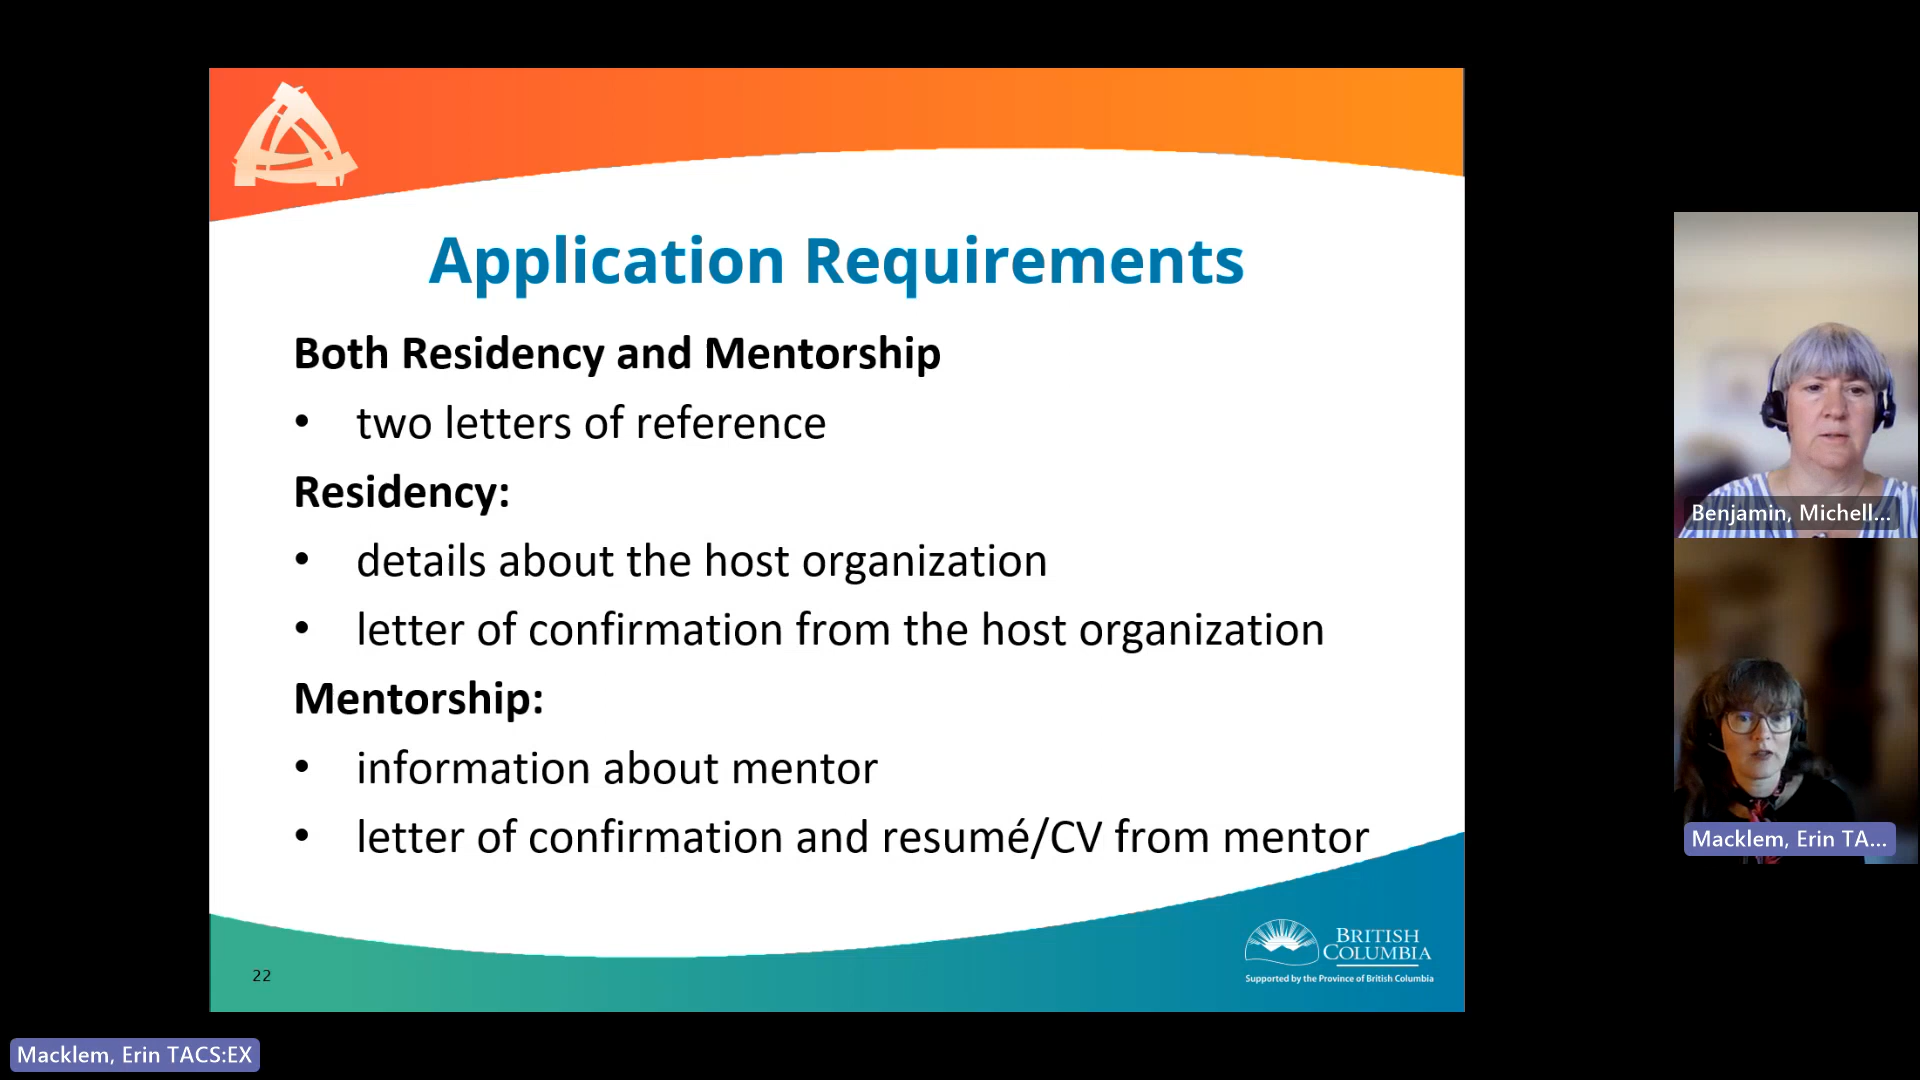 Application Requirements
Both Residency and Mentorship
• two letters of reference
Residency:
• details about the host organization
• letter of confirmation from the host organization
Mentorship:
• information about mentor
• letter of confirmation and resumé/CV from mentor
22
BRITISH
COLUMBIA
Supported by the Province of British Columbia
Benjamin, Michell...
Macklem, Erin TA...
Macklem, Erin TACS:EX